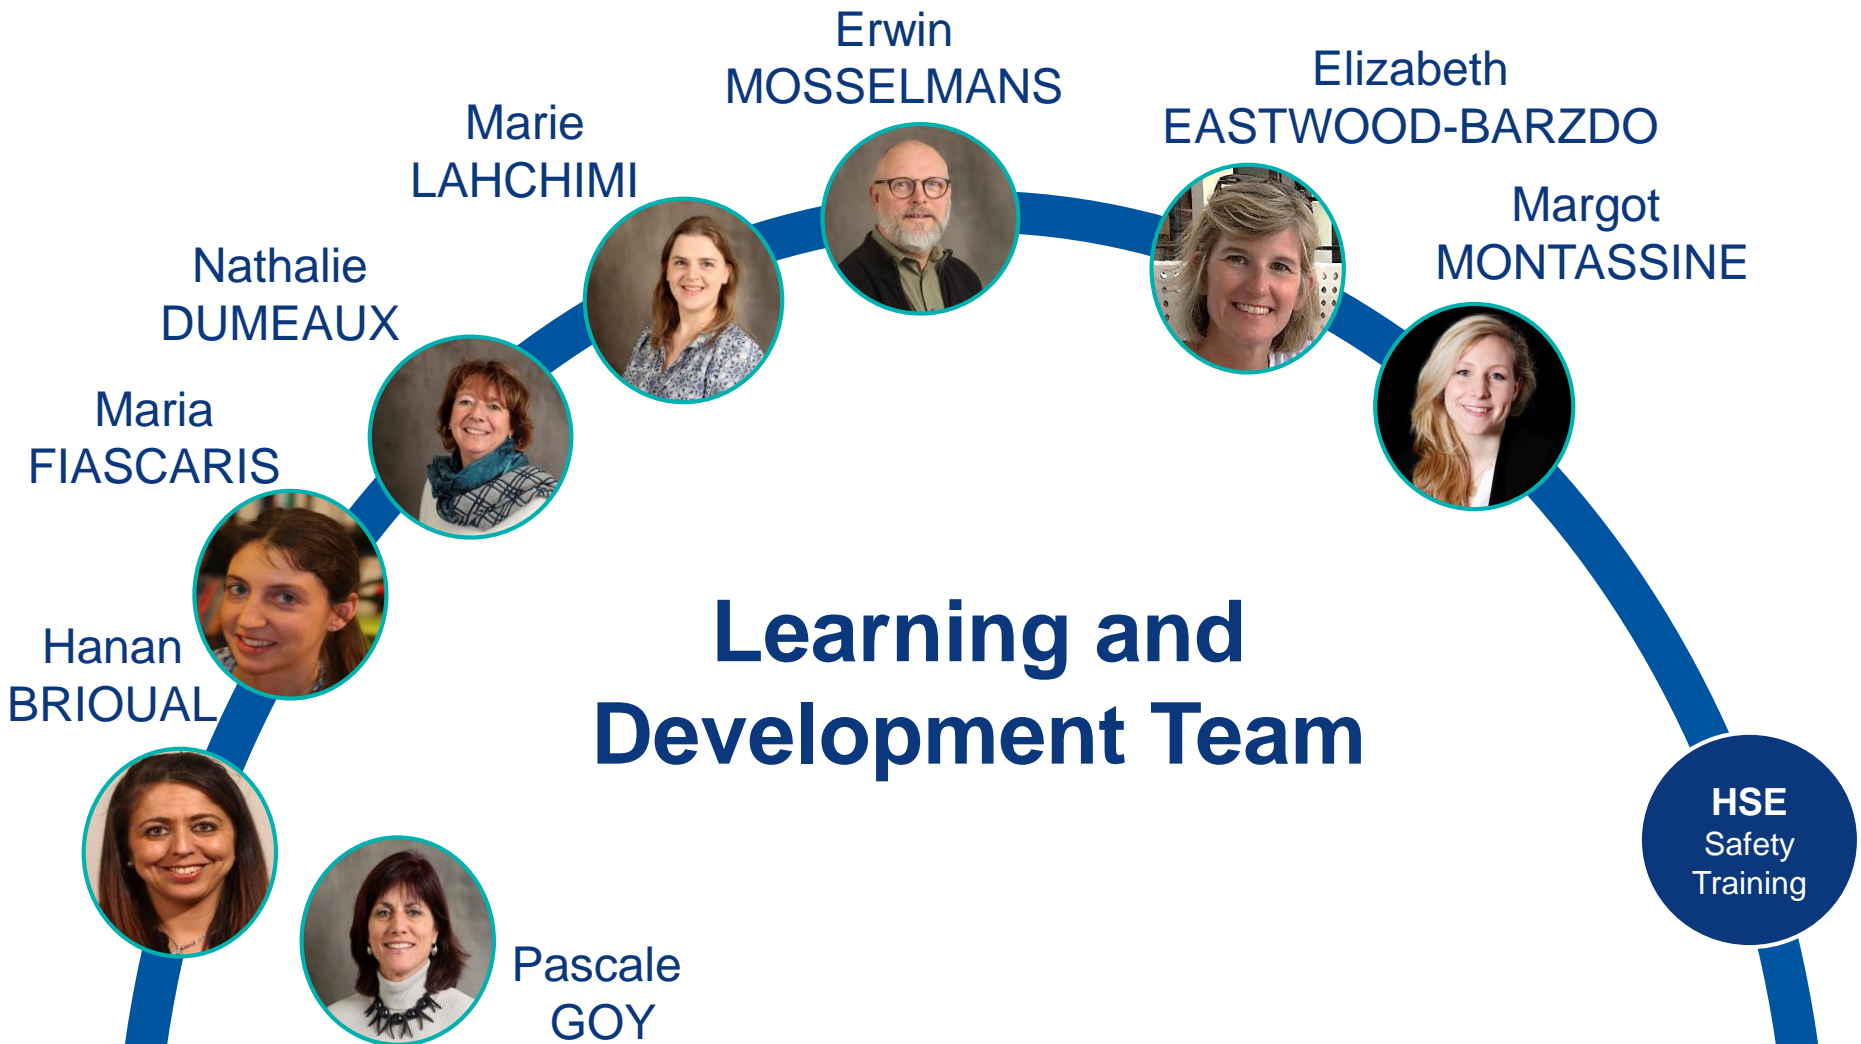 Erwin
MOSSELMANS
Elizabeth
EASTWOOD-BARZDO
Marie
LAHCHIMI
Margot
MONTASSINE
Nathalie
DUMEAUX
Maria
FIASCARIS
Hanan
BRIOUAL
Learning and
Development Team
HSE
Safety
Training
Pascale
GOY